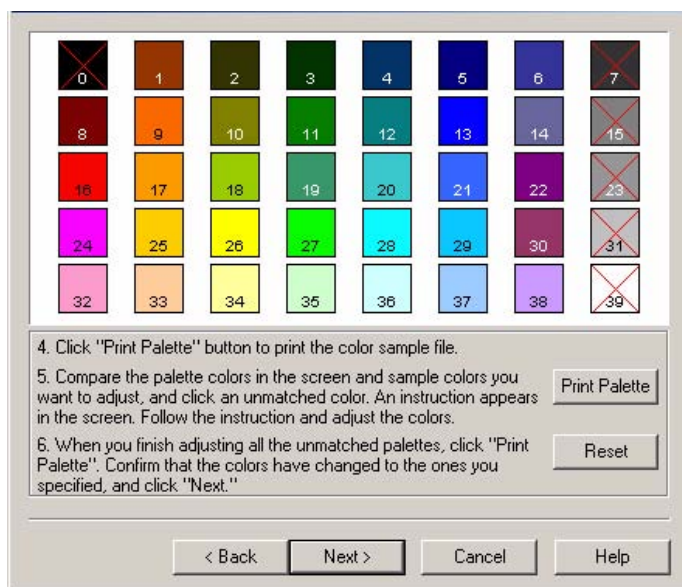 0 1 2 3 4 5 6 7
8 9 10 11 12 13 14 15
16 17 18 19 20 21 22 23
24 25 26 27 28 29 30 31
32 33 34 35 36 37 38 39
4. Click "Print Palette" button to print the color sample file.
5. Compare the palette colors in the screen and sample colors you
want to adjust, and click an unmatched color. An instruction appears
in the screen. Follow the instruction and adjust the colors.
Print Palette
6. When you finish adjusting all the unmatched palettes, click "Print
Palette". Confirm that the colors have changed to the ones you
specified, and click "Next."
Reset
< Back Next > Cancel Help